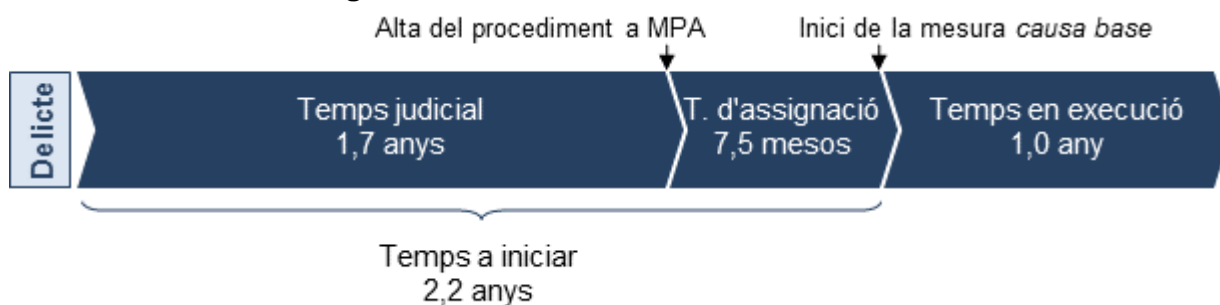 Alta del procediment a MPA
Inici de la mesura causa base
Delicte
Temps judicial
1,7 anys
T. d'assignació
7,5 mesos
Temps en execució
1,0 any
Temps a iniciar
2,2 anys